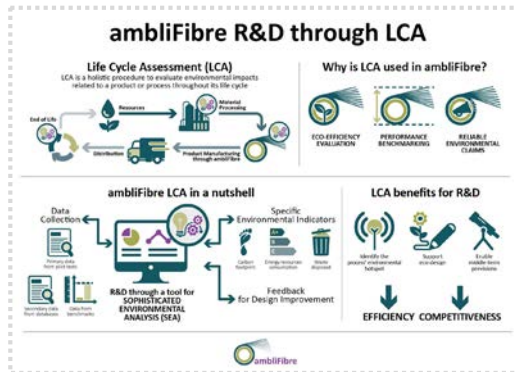 ambliFibre R&D through LCA
Life Cycle Assessment (LCA)
LCA is a holistic procedure to evaluate environmental impacts
related to a product or process throughout its life cycle
Resources
Material
Processing
End of Life
Distribution
Product Manufacturing
through ambliFibre
Why is LCA used in ambliFibre?
ECO-EFFICIENCY
EVALUATION
PERFORMANCE
BENCHMARKING
RELIABLE
ENVIRONMENTAL
CLAIMS
ambliFibre LCA in a nutshell
Data
Collection
Primary data
from pilot tests
Secondary data
from databases
Data from
benchmarks
R&D through a tool for
SOPHISTICATED
ENVIRONMENTAL
ANALYSIS (SEA)
Specific
Environmental Indicators
Carbon
footprint
Energy resources
consumption
Waste
disposed
Feedback
for Design Improvement
LCA benefits for R&D
Identify the
process' environmental
hotspot
Support
eco-design
Enable
middle-term
previsions
EFFICIENCY COMPETITIVENESS
ambliFibre